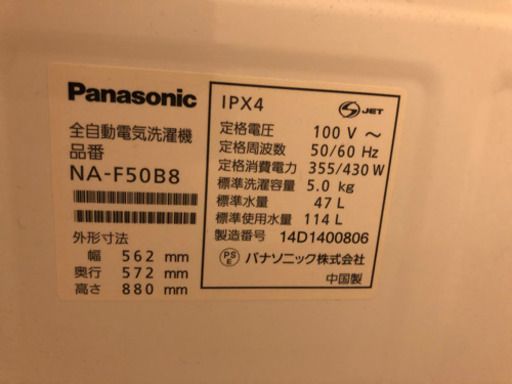 Panasonic
全自動電気洗濯機
品番
NA-F50B8
外形寸法
幅 562 mm
奥行 572 mm
高さ 880 mm
IPX4
S JET
定格電圧 100 V ～
定格周波数 50/60 Hz
定格消費電力 355/430 W
標準洗濯容量 5.0 kg
標準水量 47 L
標準使用水量 114 L
製造番号 14D1400806
PS E パナソニック株式会社
中国製